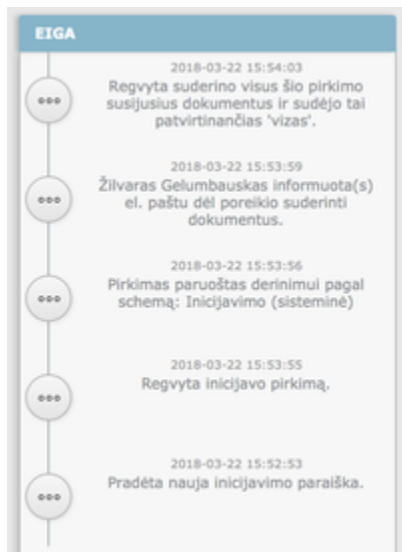 EIGA
2018-03-22 15:54:03
Regvyta suderino visus šio pirkimo
susijusius dokumentus ir sudėjo tai
patvirtinančias 'vizas'.
2018-03-22 15:53:59
Žilvaras Gelumbauskas informuota(s)
el. paštu dėl poreikio suderinti
dokumentus.
2018-03-22 15:53:56
Pirkimas paruoštas derinimui pagal
schemą: Inicijavimo (sisteminė)
2018-03-22 15:53:55
Regvyta inicijavo pirkimą.
2018-03-22 15:52:53
Pradėta nauja inicijavimo paraiška.